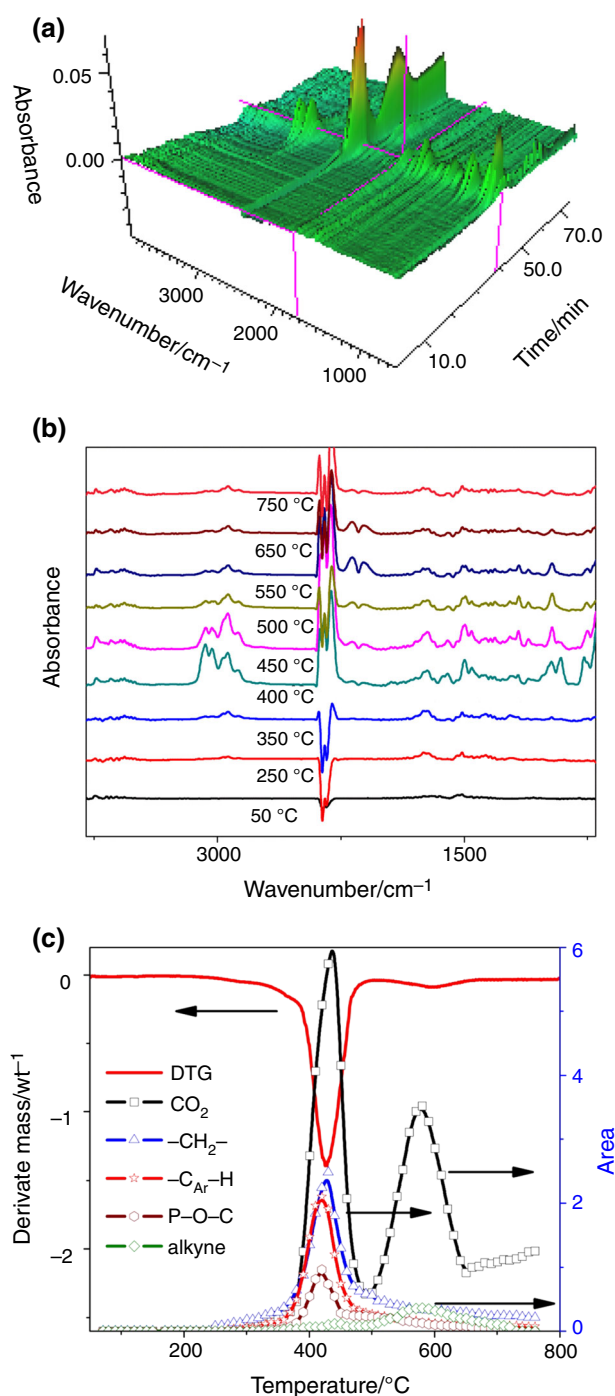 (a)
0.05
0.00
Absorbance
3000
2000
1000
Wavenumber/cm⁻¹
10.0
50.0
70.0
Time/min
(b)
Absorbance
750 °C
650 °C
550 °C
500 °C
450 °C
400 °C
350 °C
250 °C
50 °C
3000
1500
Wavenumber/cm⁻¹
(c)
0
–1
–2
Derivate mass/wt⁻¹
DTG
CO₂
–CH₂–
–C_Ar–H
P–O–C
alkyne
6
4
2
0
Area
200
400
600
800
Temperature/°C